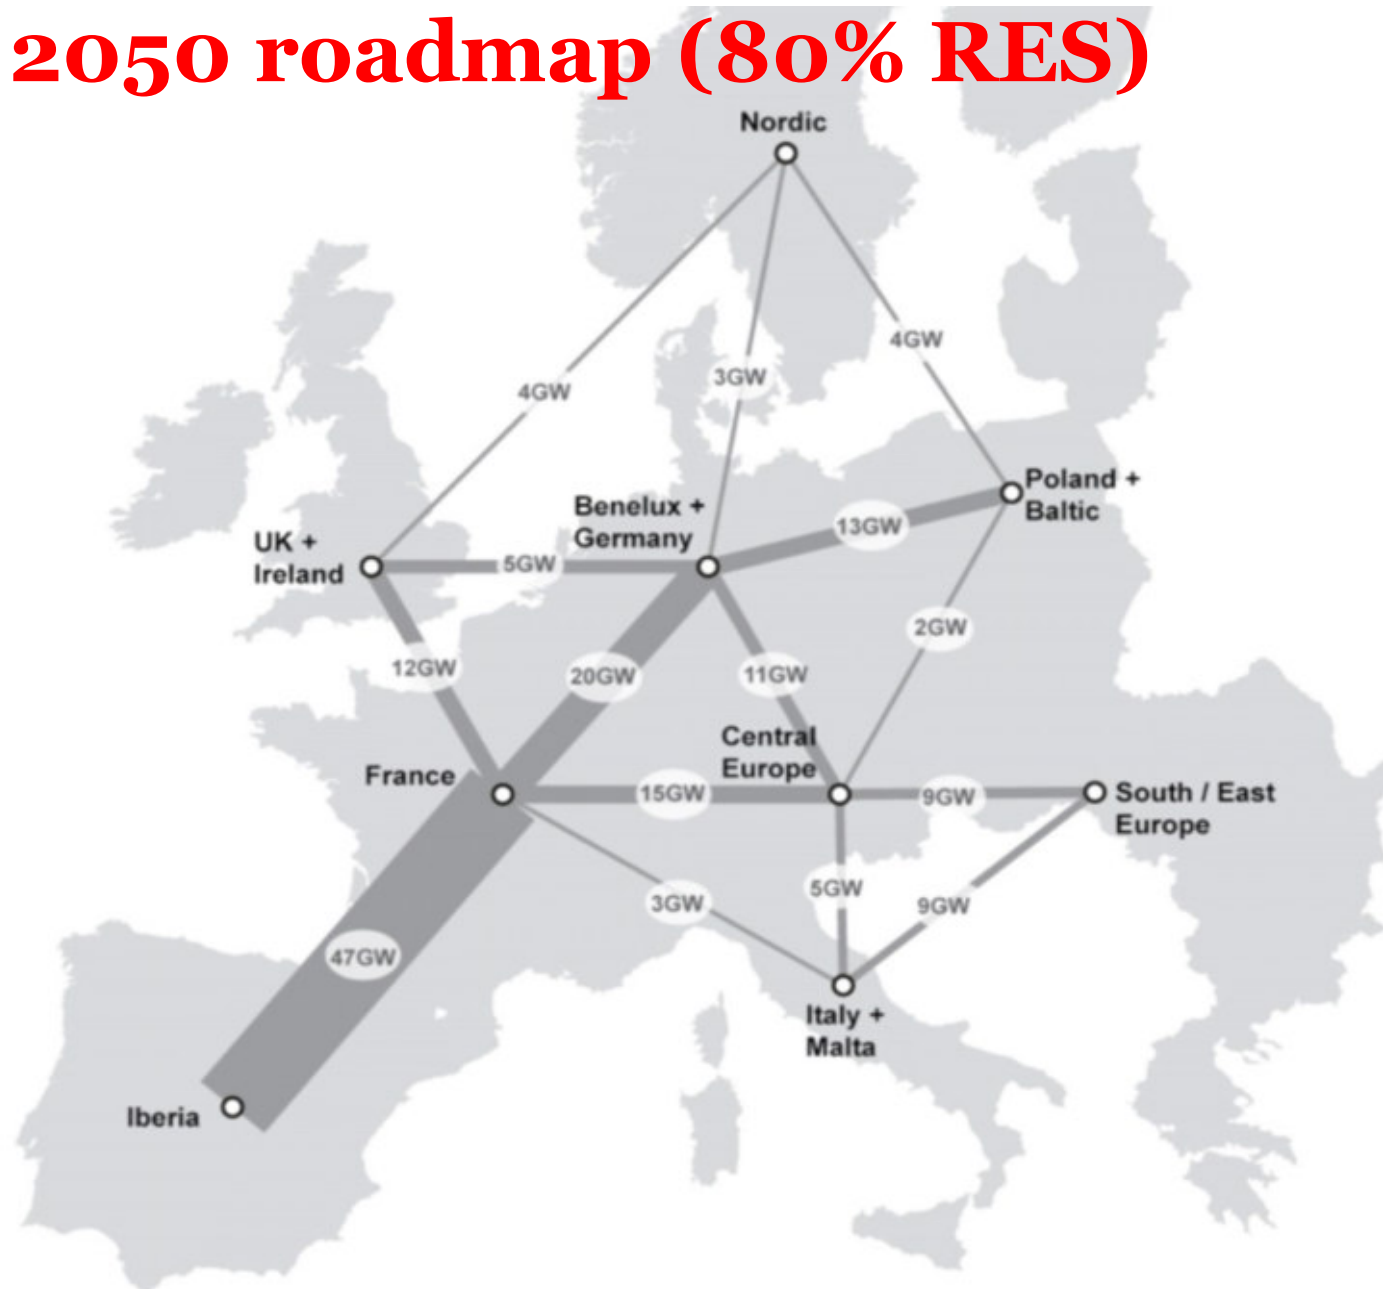 2050 roadmap (80% RES)
Nordic
4GW
3GW
4GW
Poland +
Baltic
Benelux +
Germany
13GW
UK +
Ireland
5GW
2GW
12GW
20GW
11GW
Central
Europe
France
15GW
9GW
South / East
Europe
5GW
3GW
9GW
47GW
Italy +
Malta
Iberia